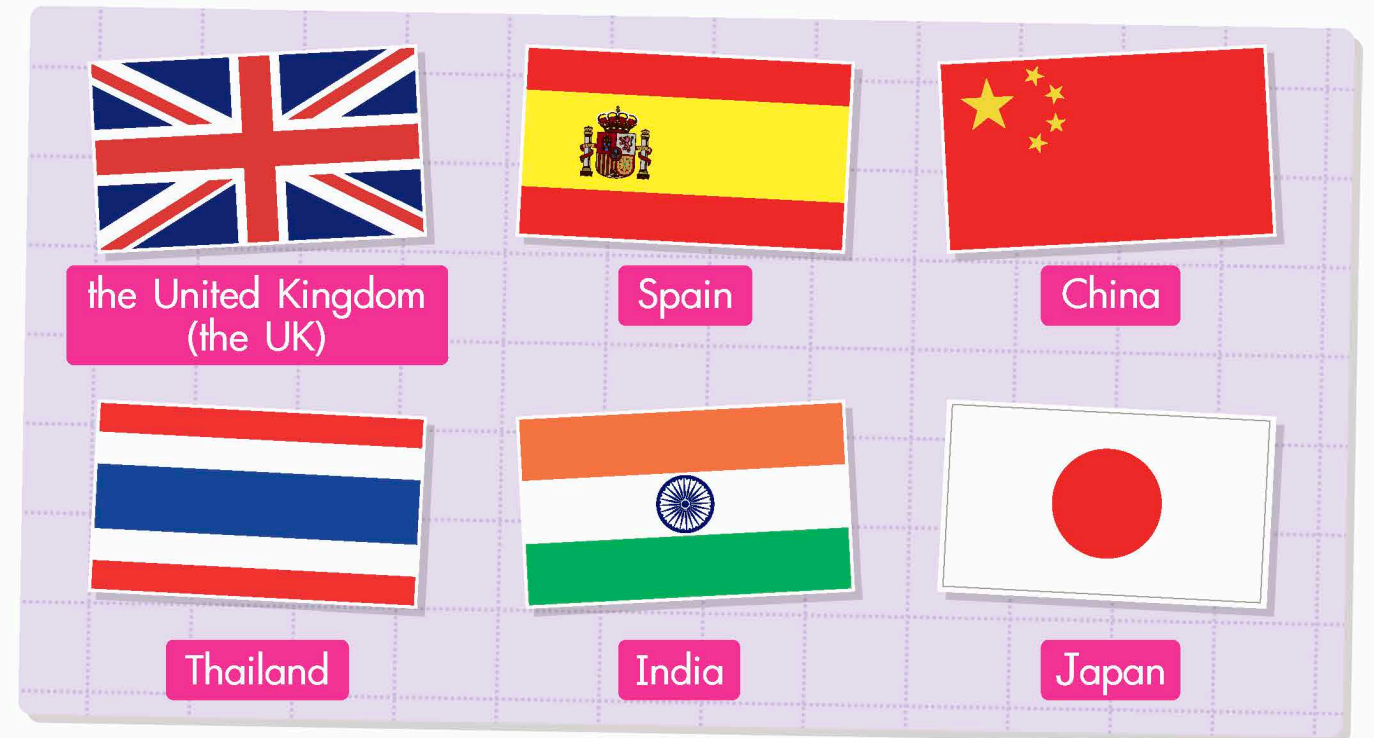 the United Kingdom
(the UK)
Spain
China
Thailand
India
Japan